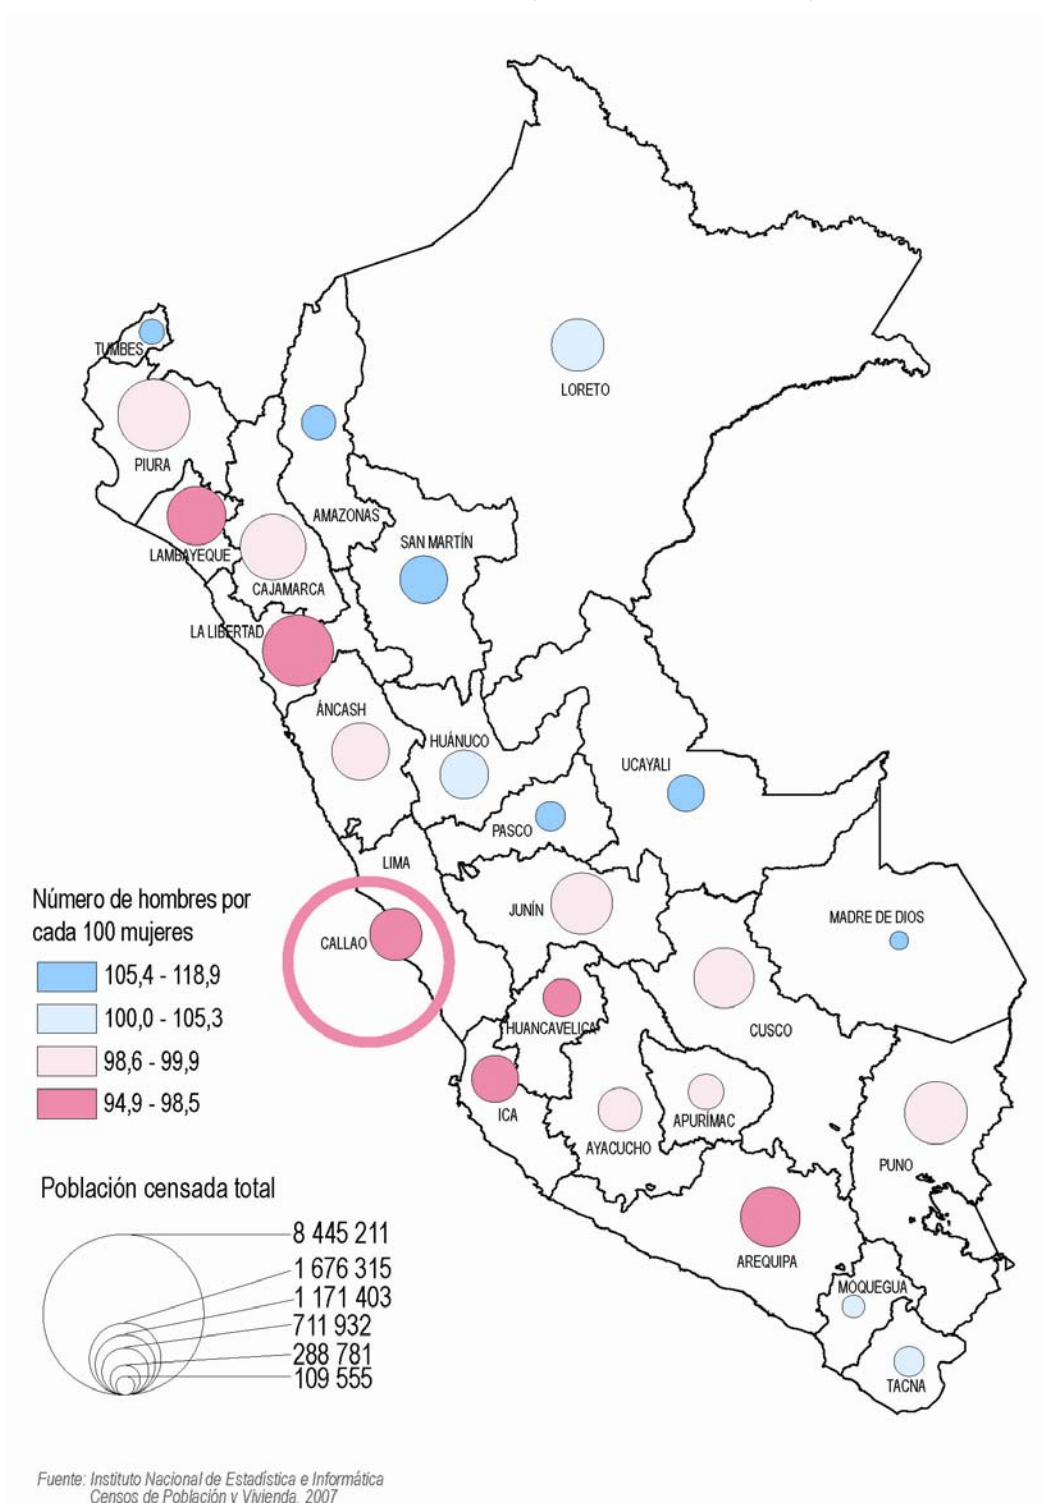 TUMBES
LORETO
PIURA
AMAZONAS
LAMBAYEQUE
SAN MARTÍN
CAJAMARCA
LA LIBERTAD
ÁNCASH
HUÁNUCO
UCAYALI
PASCO
LIMA
JUNÍN
MADRE DE DIOS
CALLAO
HUANCAVELICA
CUSCO
ICA
APURÍMAC
AYACUCHO
PUNO
AREQUIPA
MOQUEGUA
TACNA
Número de hombres por
cada 100 mujeres
105,4 - 118,9
100,0 - 105,3
98,6 - 99,9
94,9 - 98,5
Población censada total
8 445 211
1 676 315
1 171 403
711 932
288 781
109 555
Fuente: Instituto Nacional de Estadística e Informática
Censos de Población y Vivienda, 2007